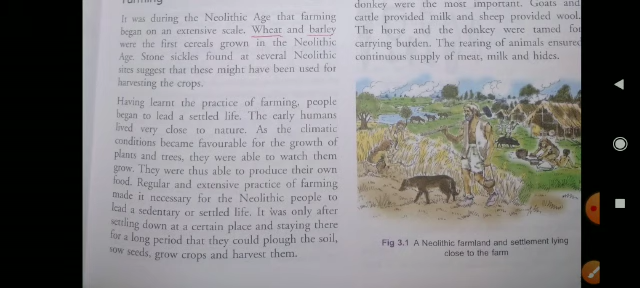 Farming
It was during the Neolithic Age that farming
began on an extensive scale. Wheat and barley
were the first cereals grown in the Neolithic
Age. Stone sickles found at several Neolithic
sites suggest that these might have been used for
harvesting the crops.
Having learnt the practice of farming, people
began to lead a settled life. The early humans
lived very close to nature. As the climatic
conditions became favourable for the growth of
plants and trees, they were able to watch them
grow. They were thus able to produce their own
food. Regular and extensive practice of farming
made it necessary for the Neolithic people to
lead a sedentary or settled life. It was only after
settling down at a certain place and staying there
for a long period that they could plough the soil,
sow seeds, grow crops and harvest them.
donkey were the most important. Goats and
cattle provided milk and sheep provided wool.
The horse and the donkey were tamed for
carrying burden. The rearing of animals ensured
continuous supply of meat, milk and hides.
Fig 3.1 A Neolithic farmland and settlement lying
close to the farm